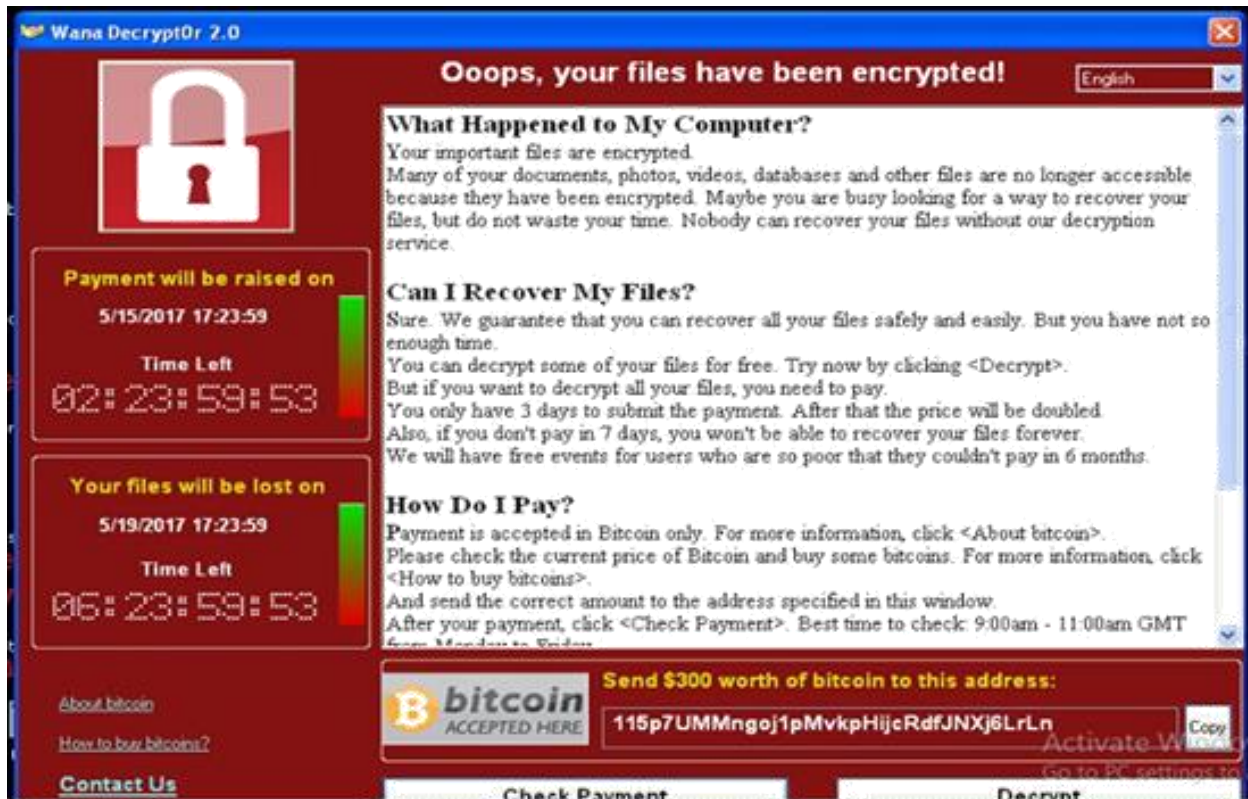 Wana Decrypt0r 2.0
Ooops, your files have been encrypted!
English
What Happened to My Computer?
Your important files are encrypted.
Many of your documents, photos, videos, databases and other files are no longer accessible
because they have been encrypted. Maybe you are busy looking for a way to recover your
files, but do not waste your time. Nobody can recover your files without our decryption
service.
Can I Recover My Files?
Sure. We guarantee that you can recover all your files safely and easily. But you have not so
enough time.
You can decrypt some of your files for free. Try now by clicking <Decrypt>.
But if you want to decrypt all your files, you need to pay.
You only have 3 days to submit the payment. After that the price will be doubled.
Also, if you don't pay in 7 days, you won't be able to recover your files forever.
We will have free events for users who are so poor that they couldn't pay in 6 months.
How Do I Pay?
Payment is accepted in Bitcoin only. For more information, click <About bitcoin>.
Please check the current price of Bitcoin and buy some bitcoins. For more information, click
<How to buy bitcoins>.
And send the correct amount to the address specified in this window.
After your payment, click <Check Payment>. Best time to check: 9:00am - 11:00am GMT
from Monday to Friday.
Payment will be raised on
5/15/2017 17:23:59
Time Left
02:23:59:53
Your files will be lost on
5/19/2017 17:23:59
Time Left
06:23:59:53
About bitcoin
How to buy bitcoins?
Contact Us
bitcoin
ACCEPTED HERE
Send $300 worth of bitcoin to this address:
115p7UMMngoj1pMvkpHijcRdfJNXj6LrLn
Copy
Activate Windo
Go to PC settings to
Check Payment
Decrypt